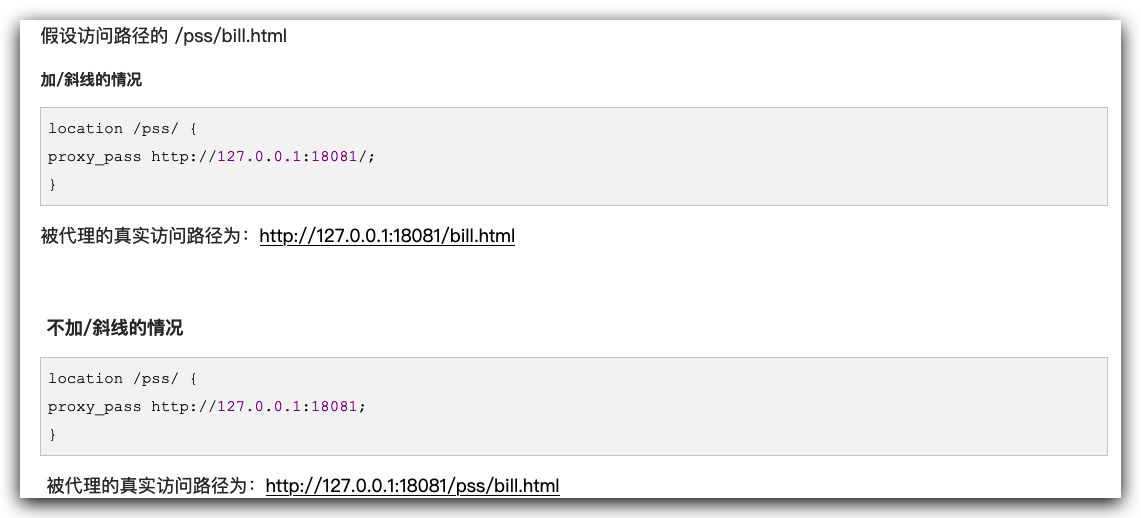 假设访问路径的 /pss/bill.html
加/斜线的情况
location /pss/ {
proxy_pass http://127.0.0.1:18081/;
}
被代理的真实访问路径为：http://127.0.0.1:18081/bill.html
不加/斜线的情况
location /pss/ {
proxy_pass http://127.0.0.1:18081;
}
被代理的真实访问路径为：http://127.0.0.1:18081/pss/bill.html